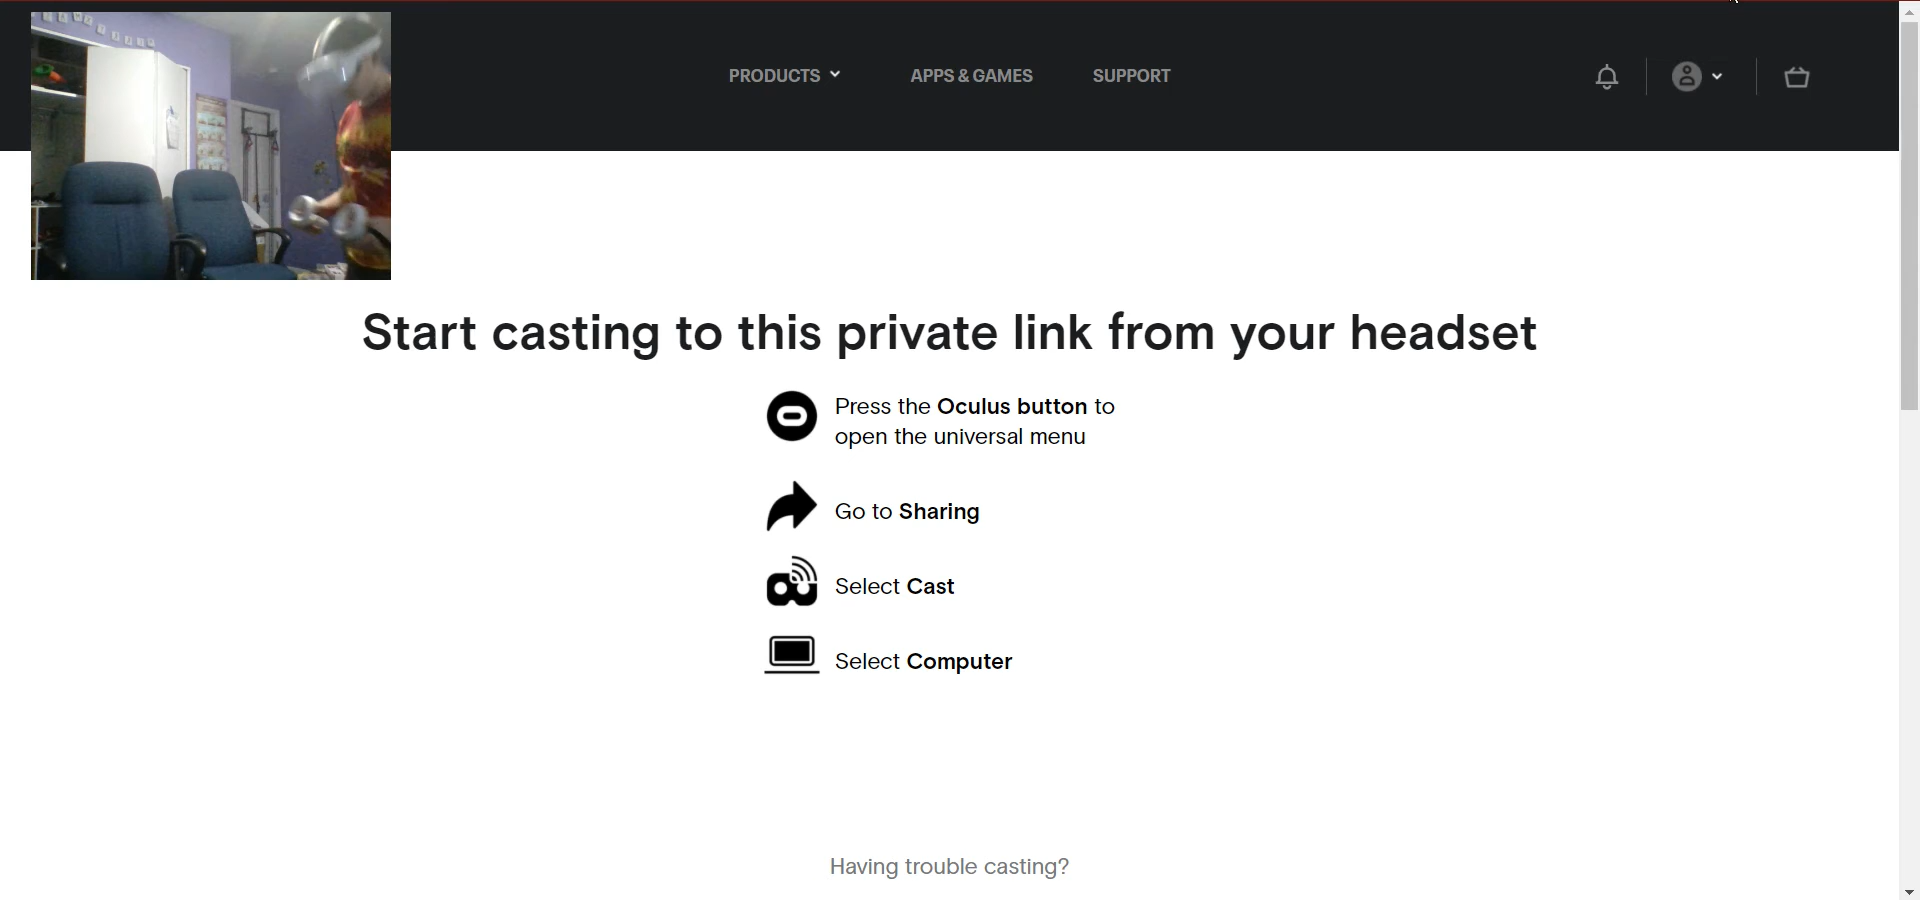 PRODUCTS
APPS & GAMES
SUPPORT
Start casting to this private link from your headset
Press the Oculus button to
open the universal menu
Go to Sharing
Select Cast
Select Computer
Having trouble casting?